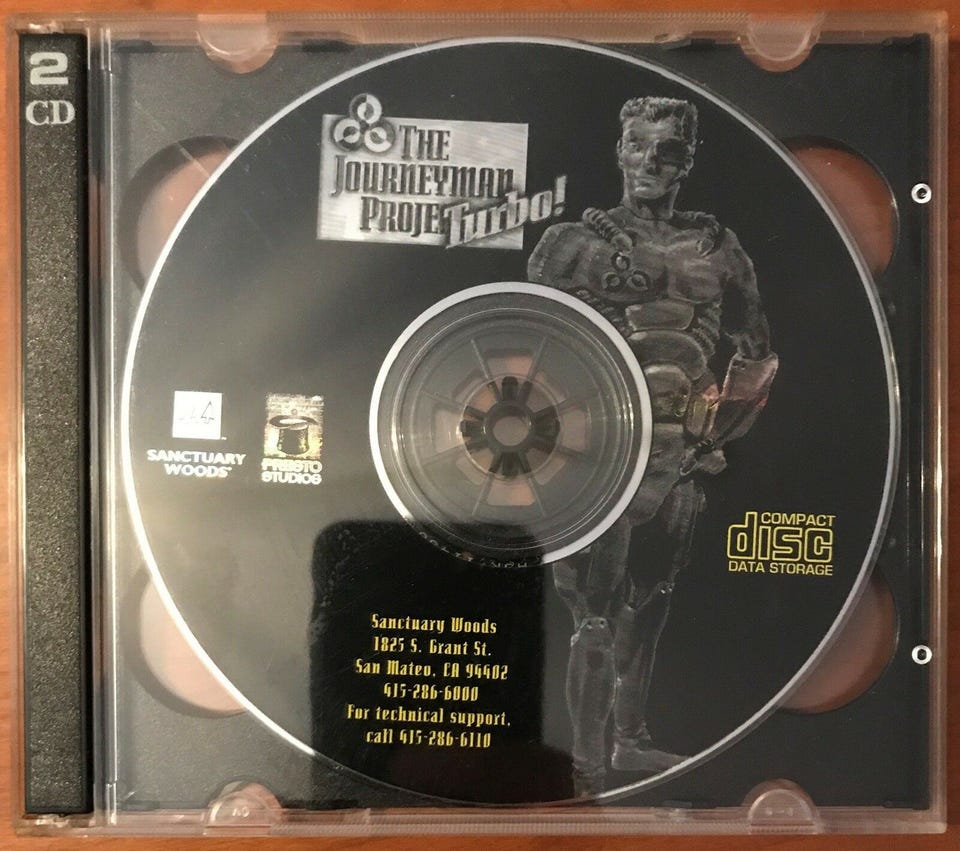 2
CD
THE
JOURNEYMAN
PROJE
Turbo!
SANCTUARY
WOODS®
PRESTO
STUDIOS
COMPACT
disc
DATA STORAGE
Sanctuary Woods
1825 S. Grant St.
San Mateo, CA 94402
415-286-6000
For technical support,
call 415-286-6110